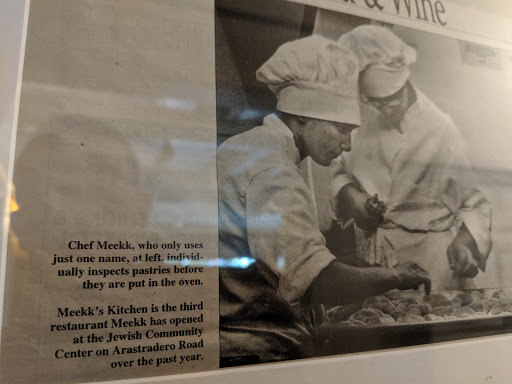 & Wine
Chef Meekk, who only uses
just one name, at left, individ-
ually inspects pastries before
they are put in the oven.
Meekk's Kitchen is the third
restaurant Meekk has opened
at the Jewish Community
Center on Arastradero Road
over the past year.